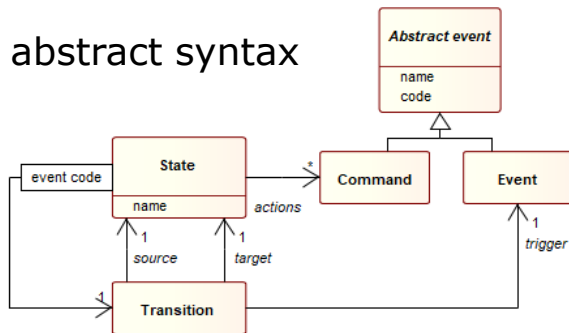 abstract syntax
Abstract event
name
code
event code
State
name
*
actions
Command
Event
1
source
1
target
1
trigger
1
Transition